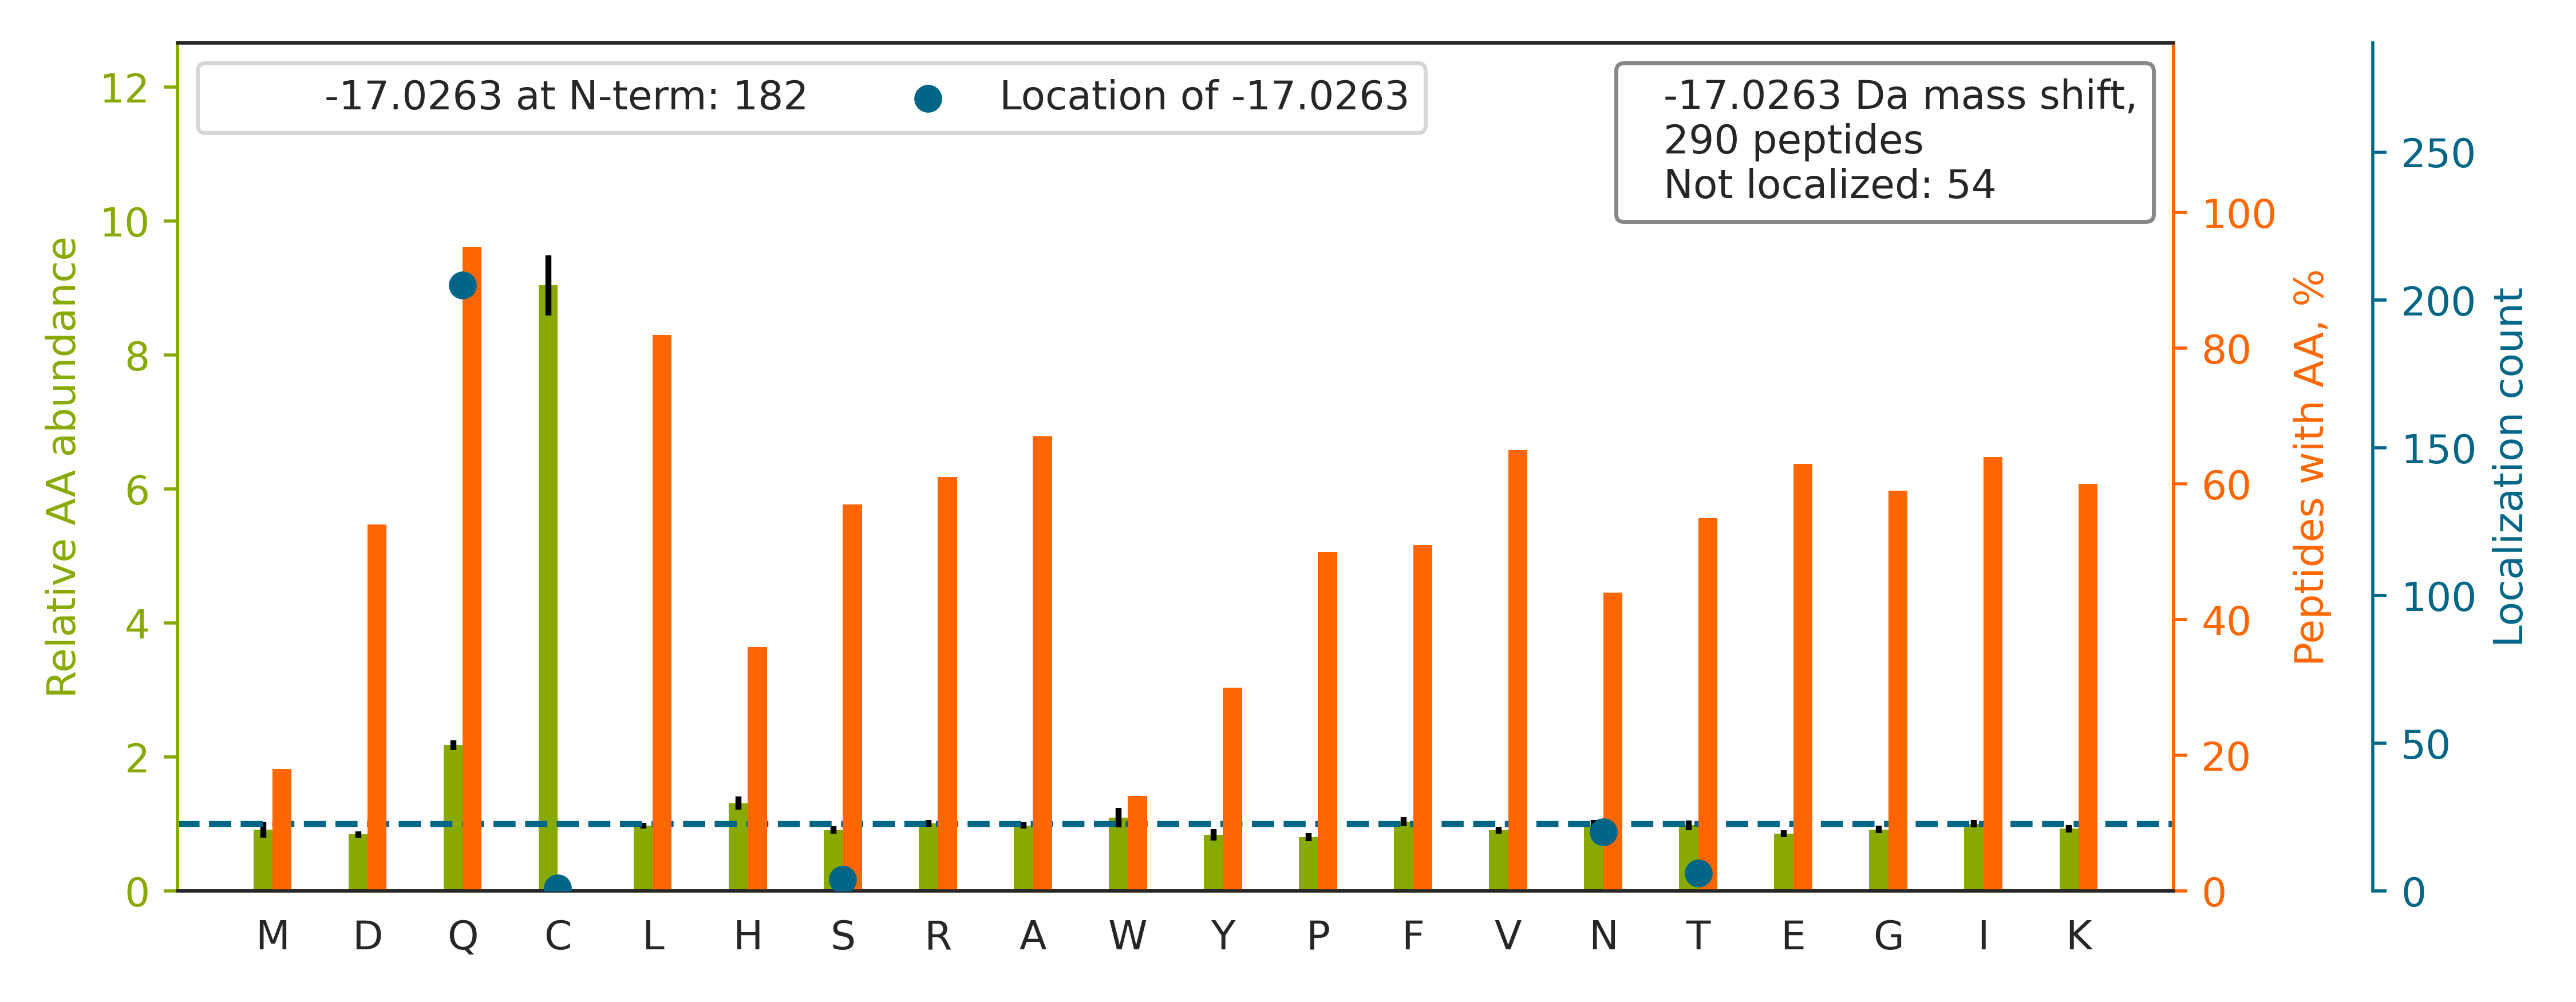 -17.0263 at N-term: 182
Location of -17.0263
-17.0263 Da mass shift,
290 peptides
Not localized: 54
Relative AA abundance
12
10
8
6
4
2
0
M D Q C L H S R A W Y P F V N T E G I K
100
80
60
40
20
0
Peptides with AA, %
250
200
150
100
50
0
Localization count